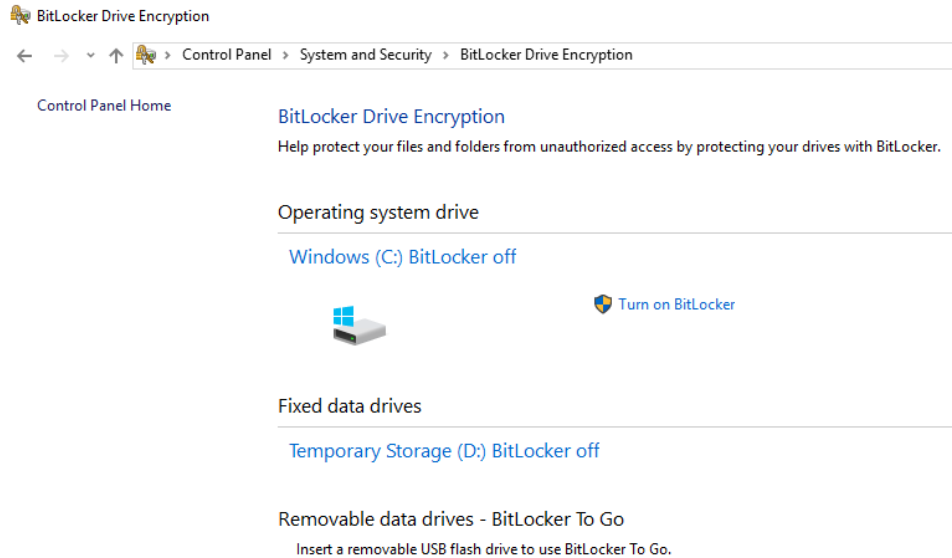 BitLocker Drive Encryption
Control Panel > System and Security > BitLocker Drive Encryption
Control Panel Home
BitLocker Drive Encryption
Help protect your files and folders from unauthorized access by protecting your drives with BitLocker.
Operating system drive
Windows (C:) BitLocker off
Turn on BitLocker
Fixed data drives
Temporary Storage (D:) BitLocker off
Removable data drives - BitLocker To Go
Insert a removable USB flash drive to use BitLocker To Go.